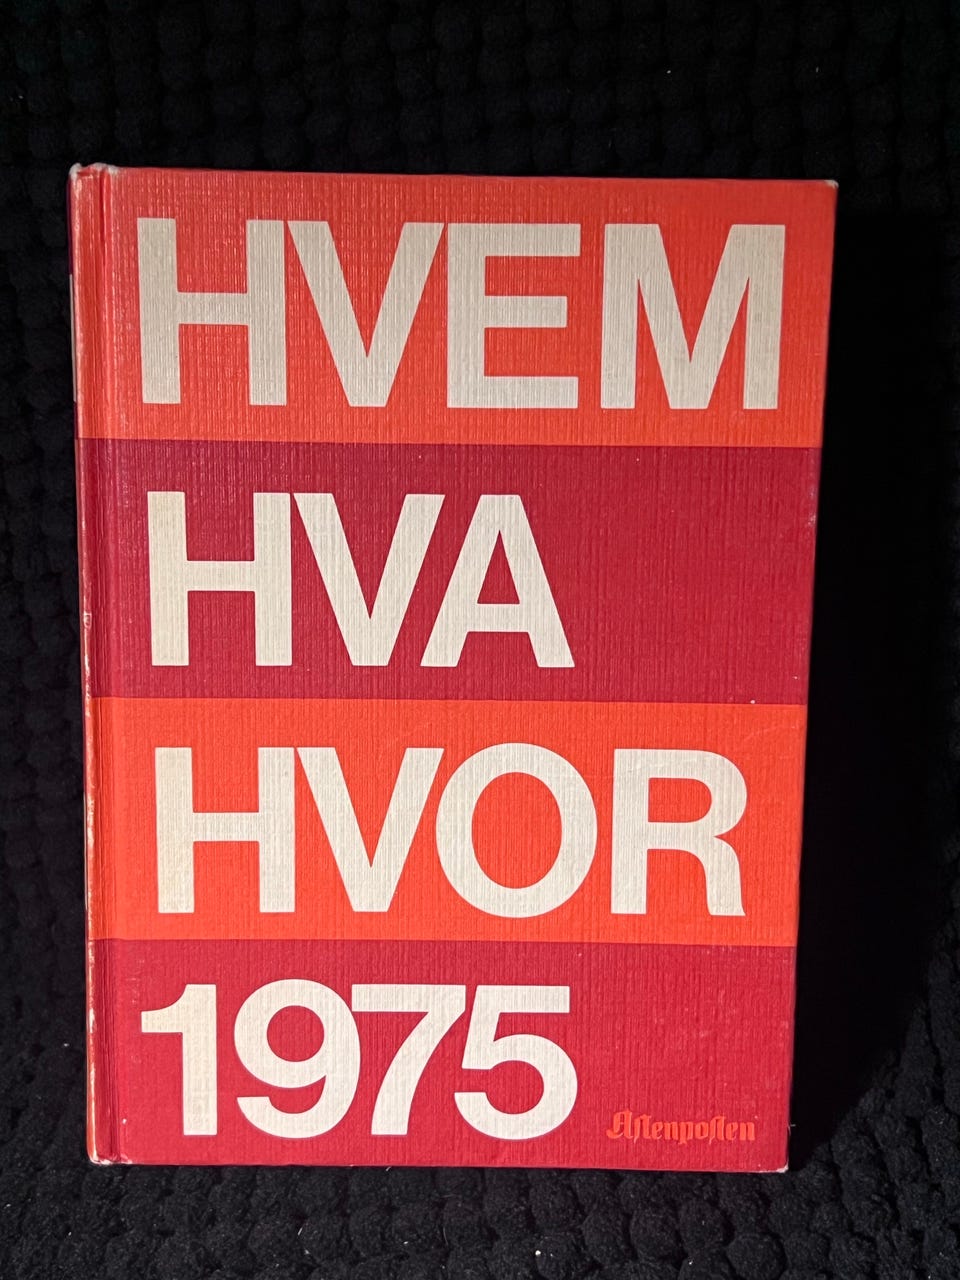 HVEM
HVA
HVOR
1975
Aftenposten